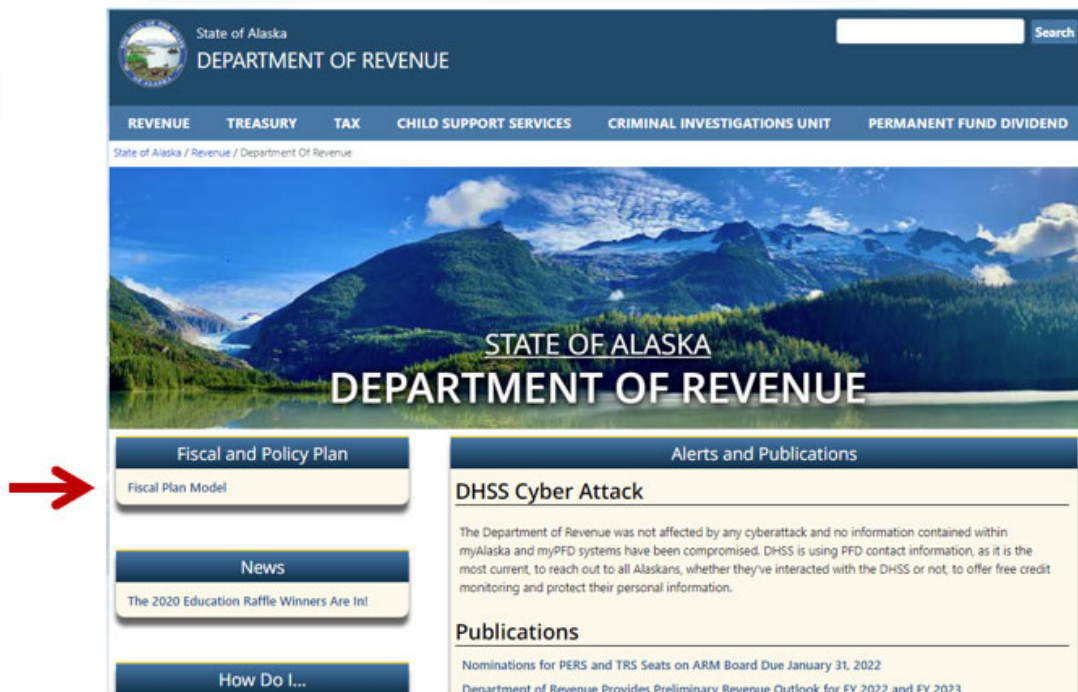 State of Alaska
DEPARTMENT OF REVENUE
Search
REVENUE TREASURY TAX CHILD SUPPORT SERVICES CRIMINAL INVESTIGATIONS UNIT PERMANENT FUND DIVIDEND
State of Alaska / Revenue / Department Of Revenue
STATE OF ALASKA
DEPARTMENT OF REVENUE
Fiscal and Policy Plan
Fiscal Plan Model
News
The 2020 Education Raffle Winners Are In!
How Do I...
Alerts and Publications
DHSS Cyber Attack
The Department of Revenue was not affected by any cyberattack and no information contained within
myAlaska and myPFD systems have been compromised. DHSS is using PFD contact information, as it is the
most current, to reach out to all Alaskans, whether they've interacted with the DHSS or not, to offer free credit
monitoring and protect their personal information.
Publications
Nominations for PERS and TRS Seats on ARM Board Due January 31, 2022
Department of Revenue Provides Preliminary Revenue Outlook for FY 2022 and FY 2023